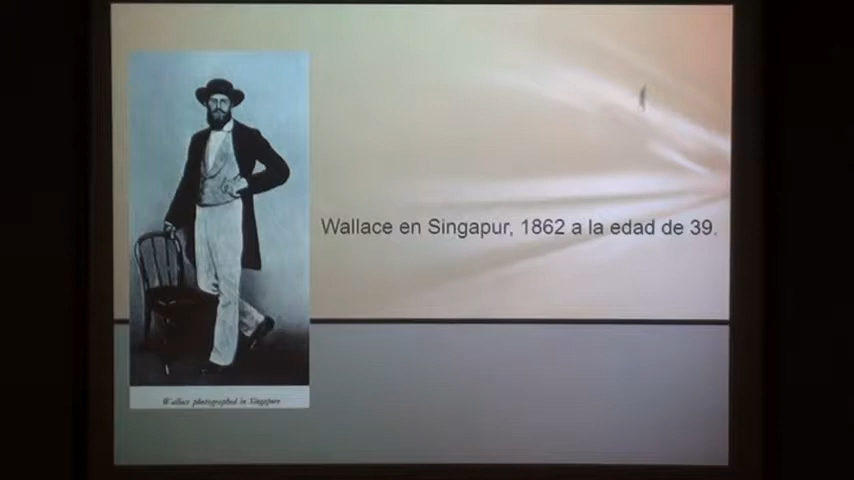 Wallace en Singapur, 1862 a la edad de 39.
Wallace photographed in Singapore